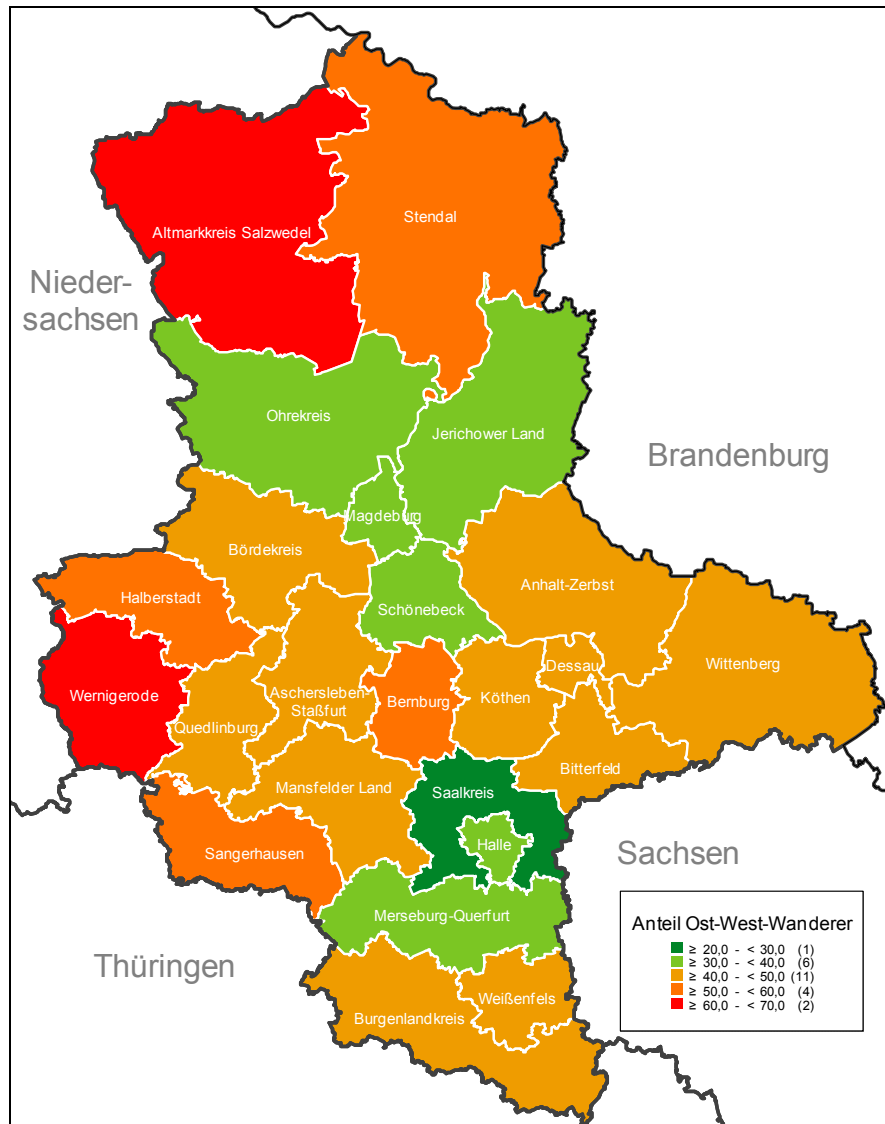 Altmarkkreis Salzwedel
Stendal
Nieder-
sachsen
Ohrekreis
Jerichower Land
Brandenburg
Magdeburg
Bördekreis
Anhalt-Zerbst
Halberstadt
Schönebeck
Wernigerode
Aschersleben-
Staßfurt
Bernburg
Köthen
Dessau
Wittenberg
Quedlinburg
Bitterfeld
Mansfelder Land
Saalkreis
Halle
Sangerhausen
Sachsen
Merseburg-Querfurt
Thüringen
Weißenfels
Burgenlandkreis
Anteil Ost-West-Wanderer
≥ 20,0 - < 30,0 (1)
≥ 30,0 - < 40,0 (6)
≥ 40,0 - < 50,0 (11)
≥ 50,0 - < 60,0 (4)
≥ 60,0 - < 70,0 (2)